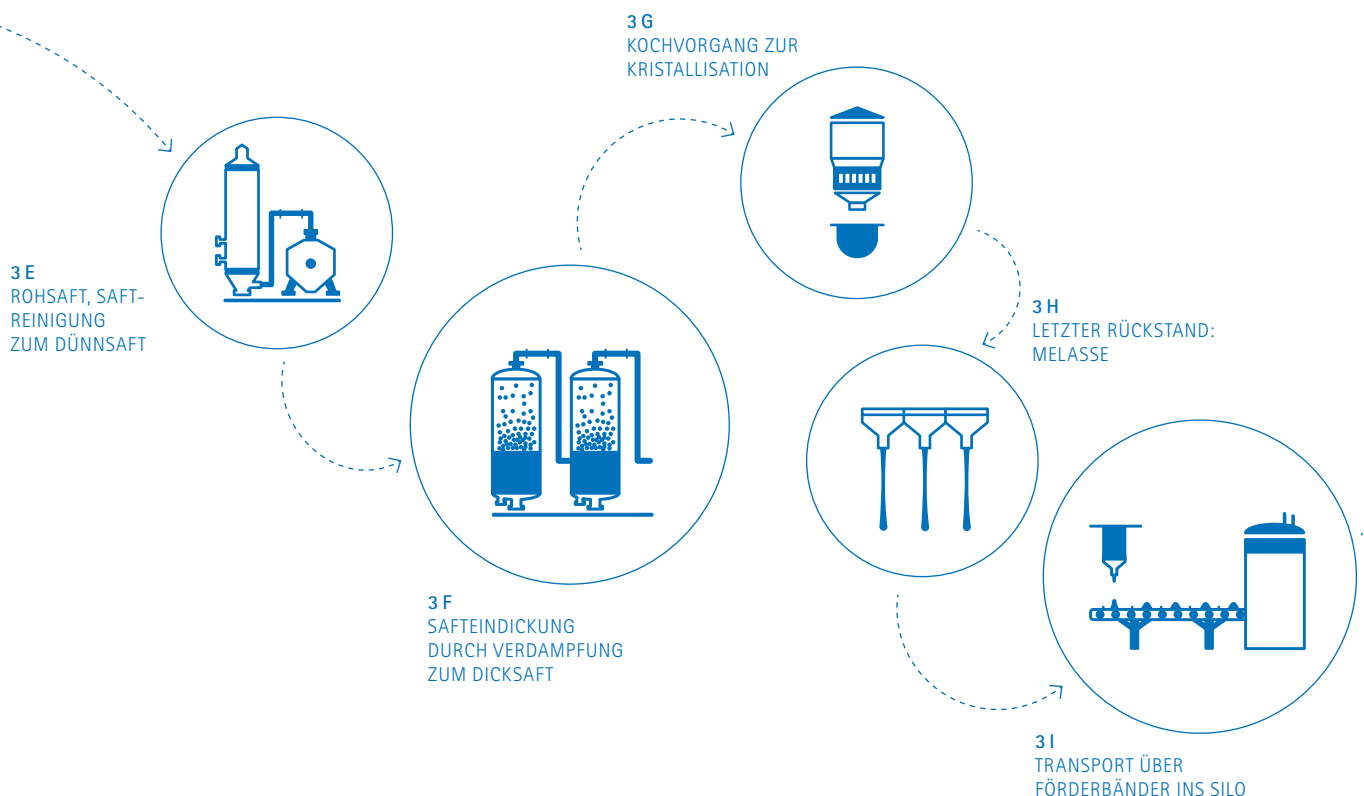 3 E
ROHSAFT, SAFT-
REINIGUNG
ZUM DÜNNSAFT
3 F
SAFTEINDICKUNG
DURCH VERDAMPFUNG
ZUM DICKSAFT
3 G
KOCHVORGANG ZUR
KRISTALLISATION
3 H
LETZTER RÜCKSTAND:
MELASSE
3 I
TRANSPORT ÜBER
FÖRDERBÄNDER INS SILO